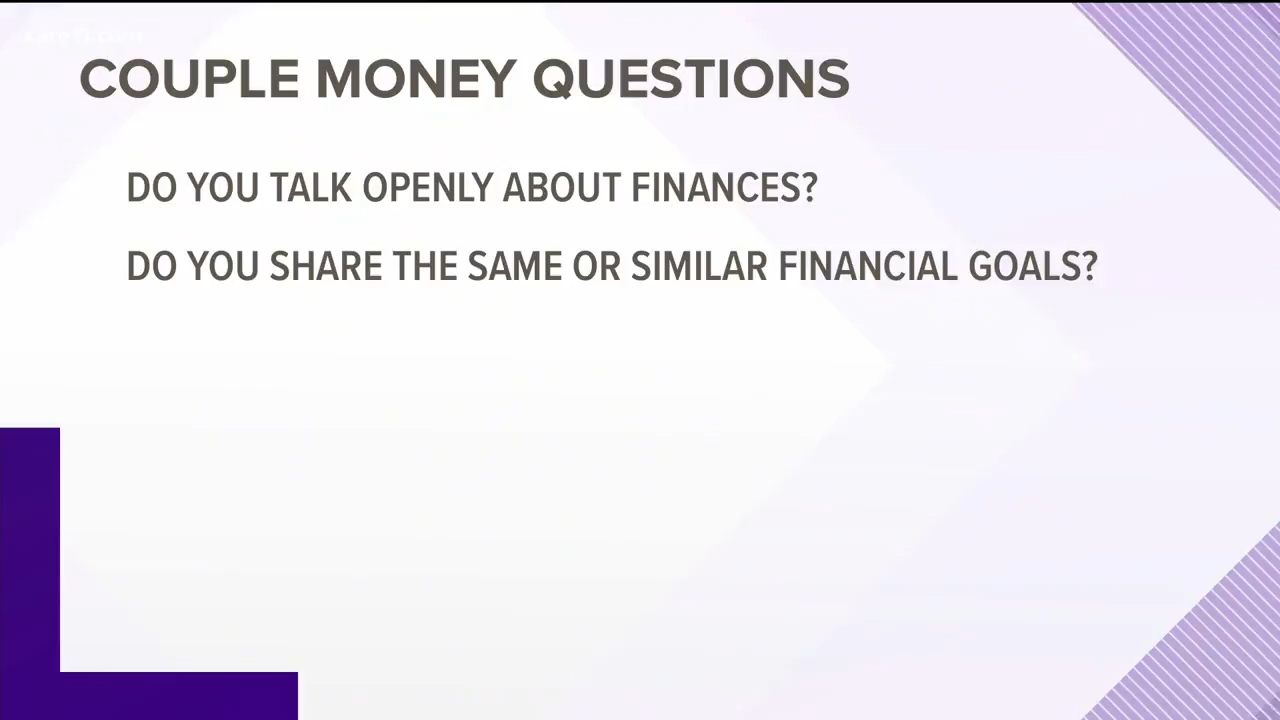 COUPLE MONEY QUESTIONS
DO YOU TALK OPENLY ABOUT FINANCES?
DO YOU SHARE THE SAME OR SIMILAR FINANCIAL GOALS?